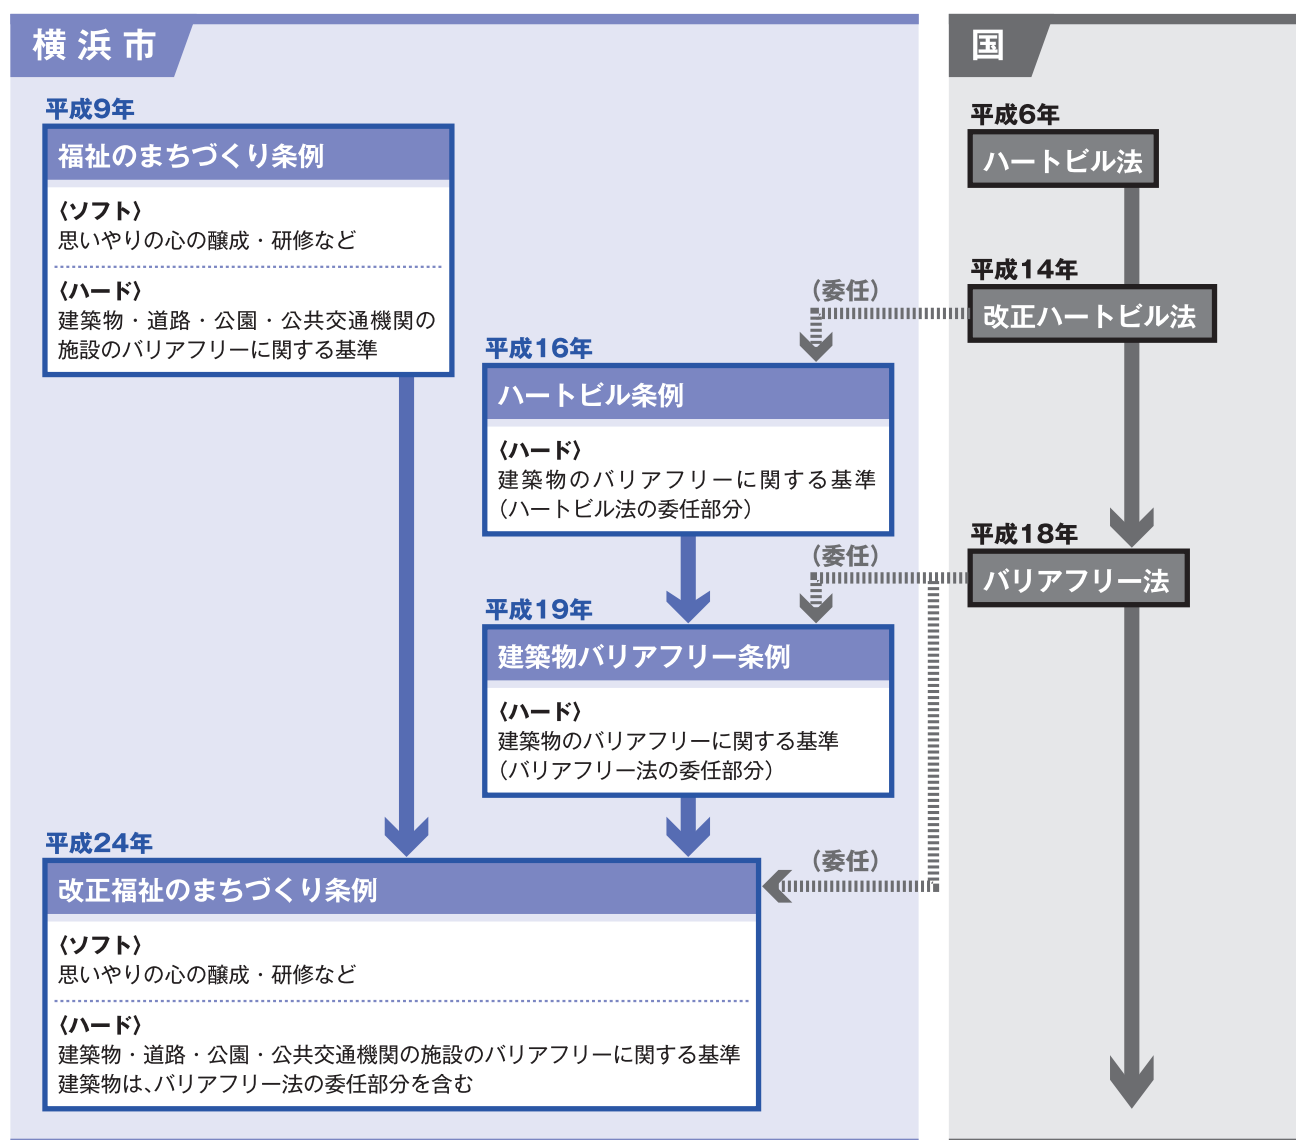 横浜市
平成9年
福祉のまちづくり条例
〈ソフト〉
思いやりの心の醸成・研修など
〈ハード〉
建築物・道路・公園・公共交通機関の
施設のバリアフリーに関する基準
(委任)
平成16年
ハートビル条例
〈ハード〉
建築物のバリアフリーに関する基準
（ハートビル法の委任部分）
(委任)
平成19年
建築物バリアフリー条例
〈ハード〉
建築物のバリアフリーに関する基準
（バリアフリー法の委任部分）
(委任)
平成24年
改正福祉のまちづくり条例
〈ソフト〉
思いやりの心の醸成・研修など
〈ハード〉
建築物・道路・公園・公共交通機関の施設のバリアフリーに関する基準
建築物は、バリアフリー法の委任部分を含む
国
平成6年
ハートビル法
平成14年
改正ハートビル法
平成18年
バリアフリー法